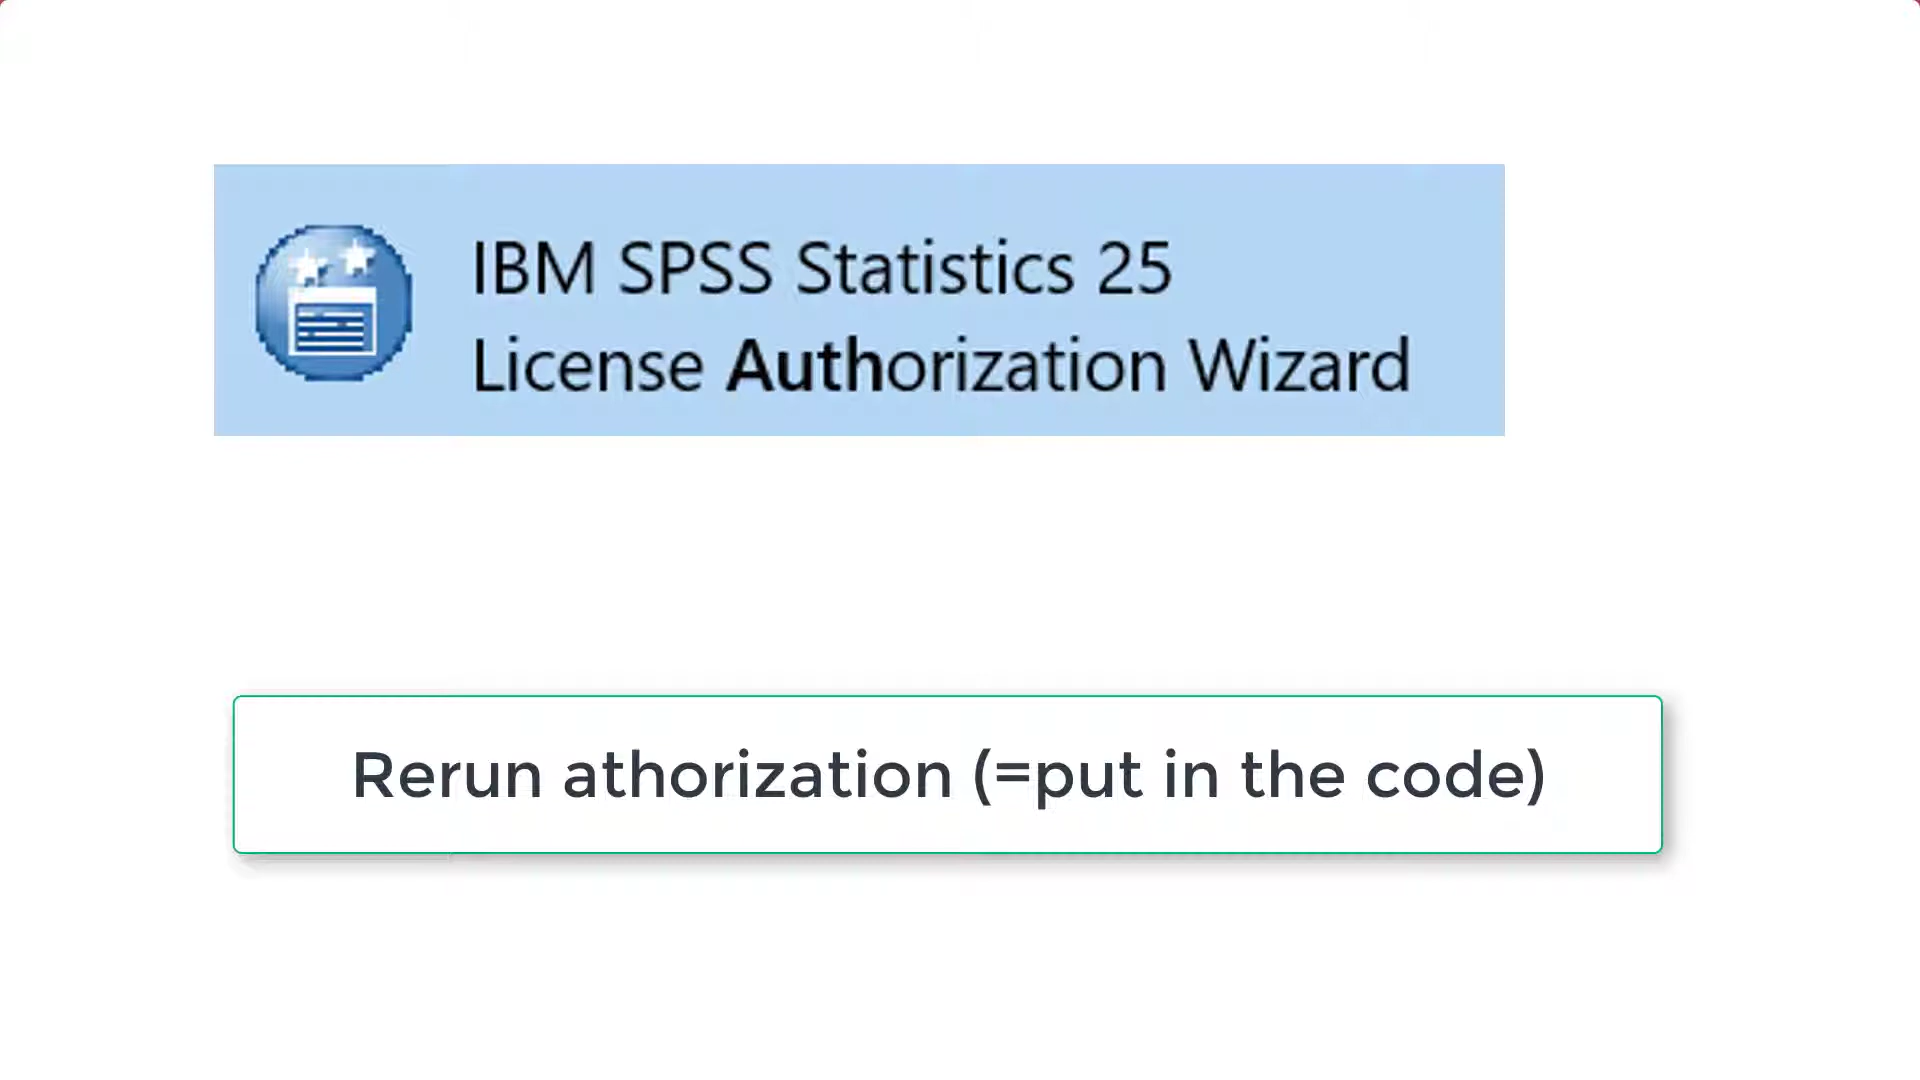 IBM SPSS Statistics 25
License Authorization Wizard
Rerun athorization (=put in the code)